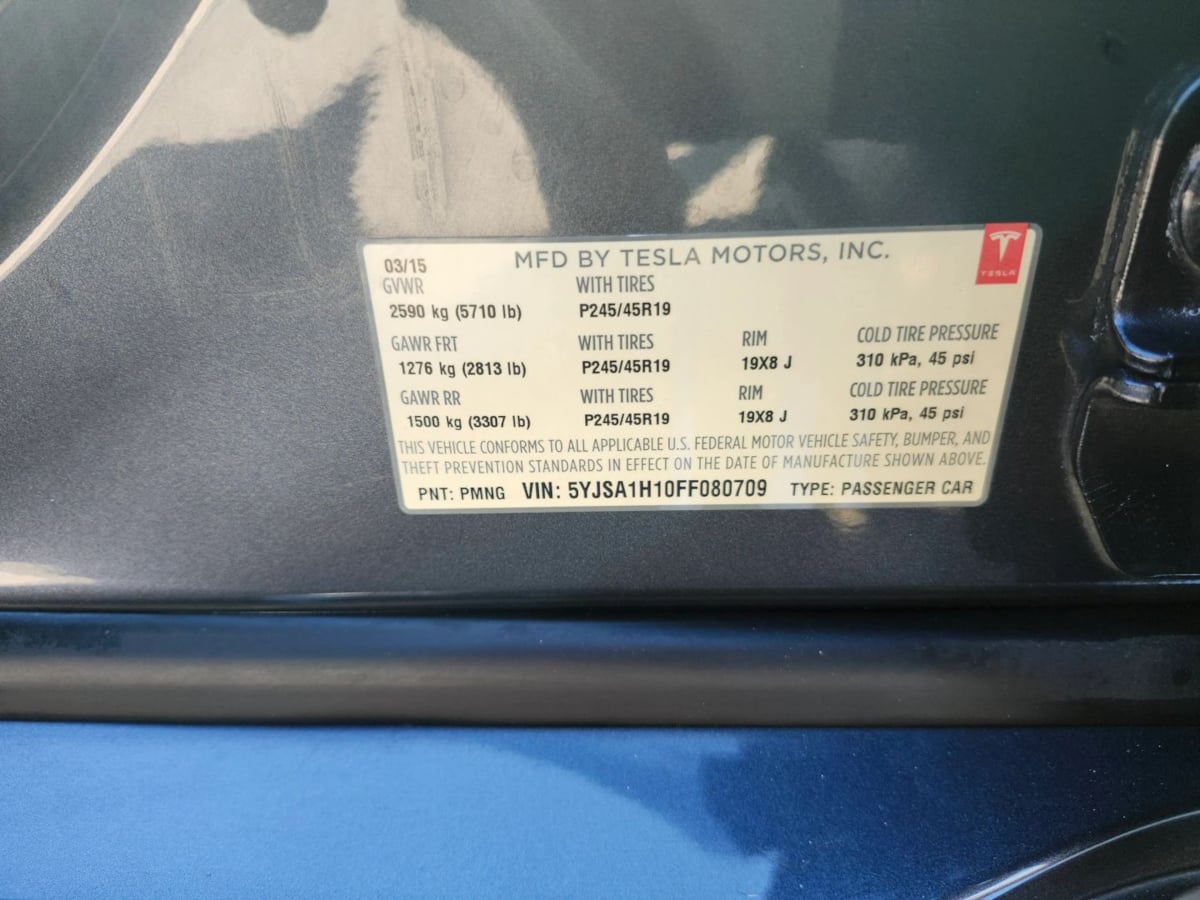 03/15 MFD BY TESLA MOTORS, INC.
TESLA
GVWR WITH TIRES
2590 kg (5710 lb) P245/45R19
GAWR FRT WITH TIRES RIM COLD TIRE PRESSURE
1276 kg (2813 lb) P245/45R19 19X8 J 310 kPa, 45 psi
GAWR RR WITH TIRES RIM COLD TIRE PRESSURE
1500 kg (3307 lb) P245/45R19 19X8 J 310 kPa, 45 psi
THIS VEHICLE CONFORMS TO ALL APPLICABLE U.S. FEDERAL MOTOR VEHICLE SAFETY, BUMPER, AND
THEFT PREVENTION STANDARDS IN EFFECT ON THE DATE OF MANUFACTURE SHOWN ABOVE.
PNT: PMNG VIN: 5YJSA1H10FF080709 TYPE: PASSENGER CAR